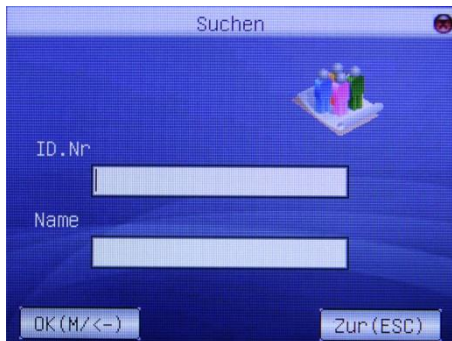 Suchen
ID.Nr
Name
OK(M/<-)
Zur(ESC)